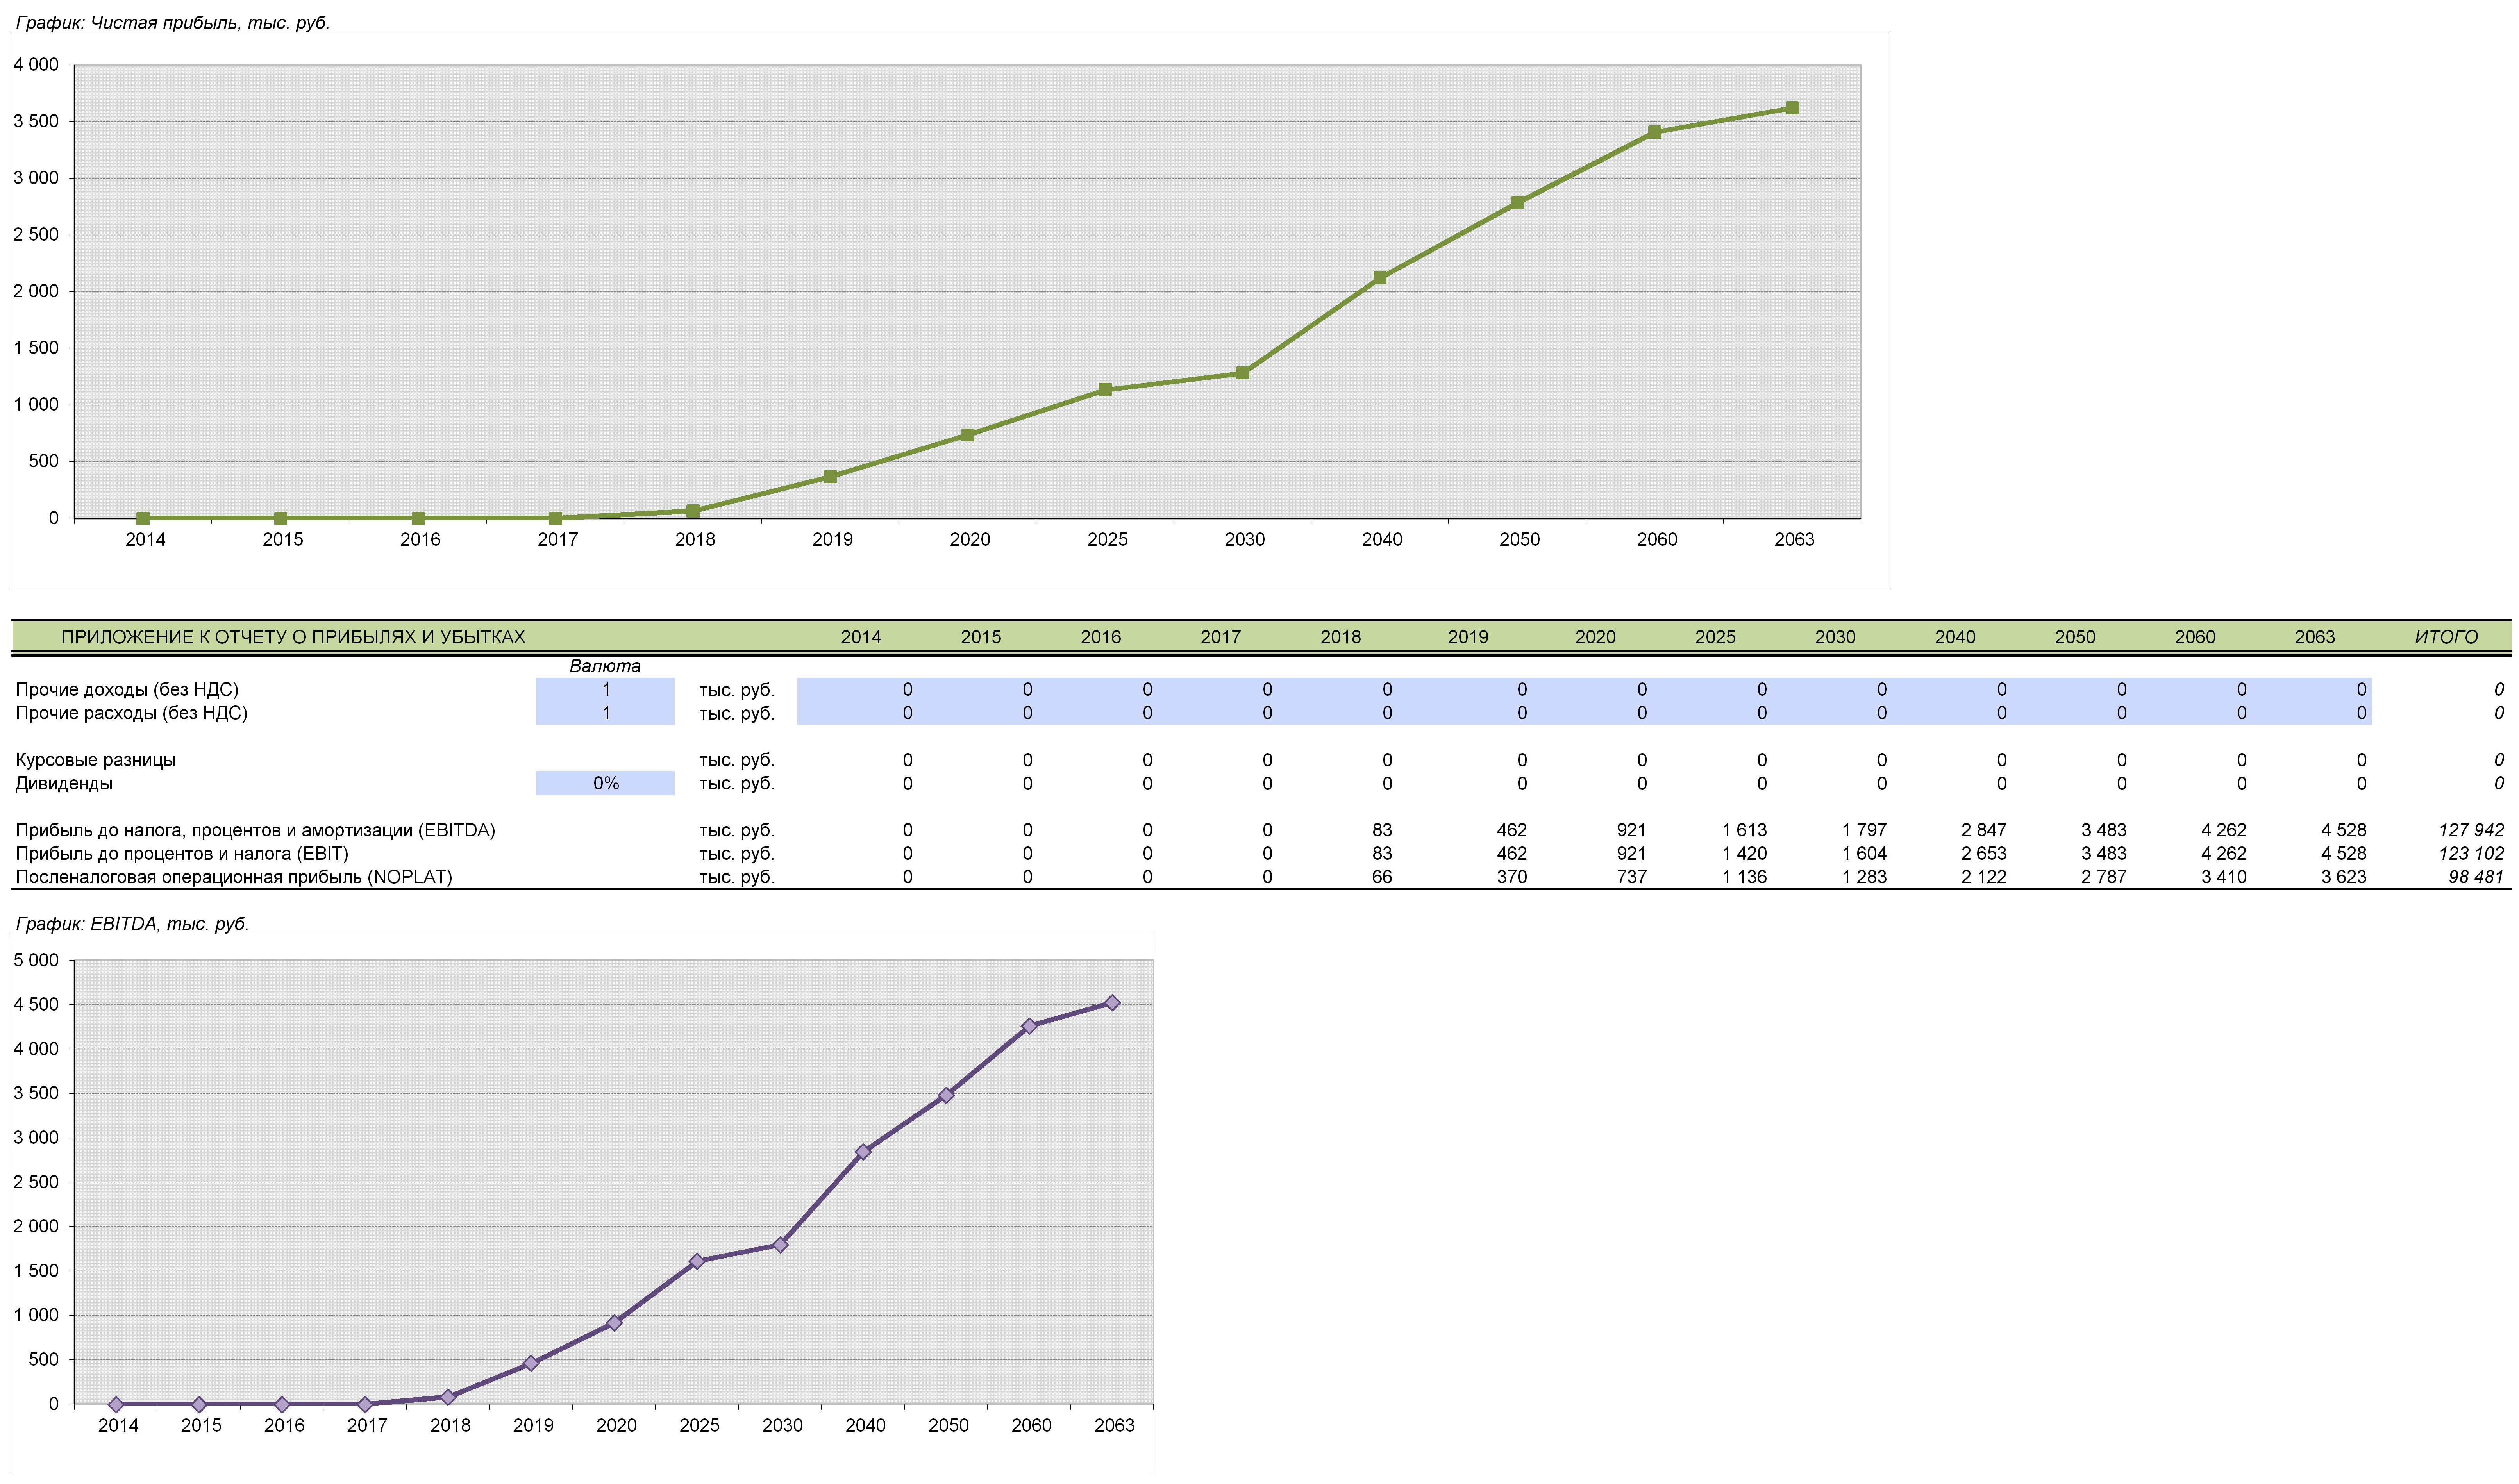 График: Чистая прибыль, тыс. руб.
4 000
3 500
3 000
2 500
2 000
1 500
1 000
500
0
2014 2015 2016 2017 2018 2019 2020 2025 2030 2040 2050 2060 2063
ПРИЛОЖЕНИЕ К ОТЧЕТУ О ПРИБЫЛЯХ И УБЫТКАХ 2014 2015 2016 2017 2018 2019 2020 2025 2030 2040 2050 2060 2063 ИТОГО
Валюта
Прочие доходы (без НДС) 1 тыс. руб. 0 0 0 0 0 0 0 0 0 0 0 0 0 0
Прочие расходы (без НДС) 1 тыс. руб. 0 0 0 0 0 0 0 0 0 0 0 0 0 0
Курсовые разницы тыс. руб. 0 0 0 0 0 0 0 0 0 0 0 0 0 0
Дивиденды 0% тыс. руб. 0 0 0 0 0 0 0 0 0 0 0 0 0 0
Прибыль до налога, процентов и амортизации (EBITDA) тыс. руб. 0 0 0 0 83 462 921 1 613 1 797 2 847 3 483 4 262 4 528 127 942
Прибыль до процентов и налога (EBIT) тыс. руб. 0 0 0 0 83 462 921 1 420 1 604 2 653 3 483 4 262 4 528 123 102
Посленалоговая операционная прибыль (NOPLAT) тыс. руб. 0 0 0 0 66 370 737 1 136 1 283 2 122 2 787 3 410 3 623 98 481
График: EBITDA, тыс. руб.
5 000
4 500
4 000
3 500
3 000
2 500
2 000
1 500
1 000
500
0
2014 2015 2016 2017 2018 2019 2020 2025 2030 2040 2050 2060 2063